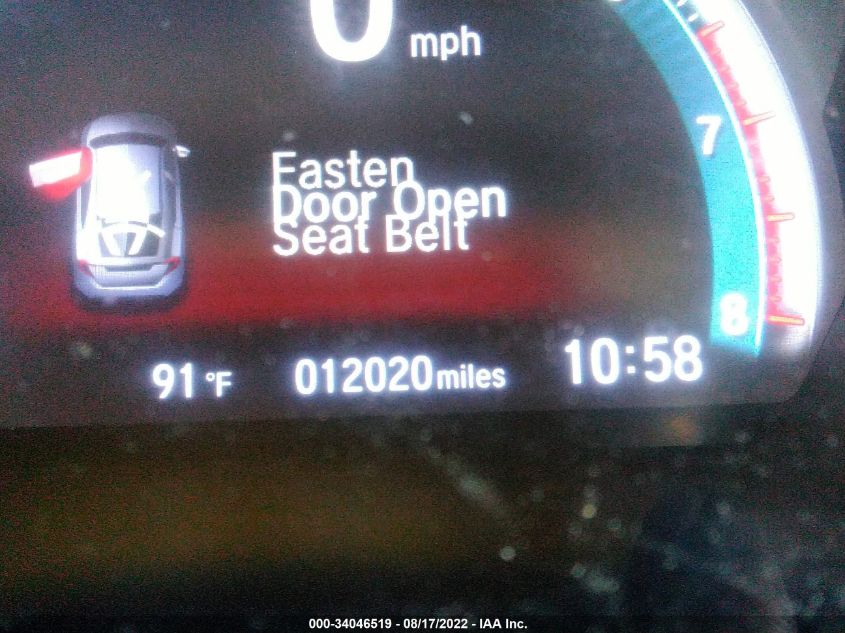 0 mph
7
Fasten
Door Open
Seat Belt
8
91 °F 012020 miles 10:58
000-34046519 - 08/17/2022 - IAA Inc.